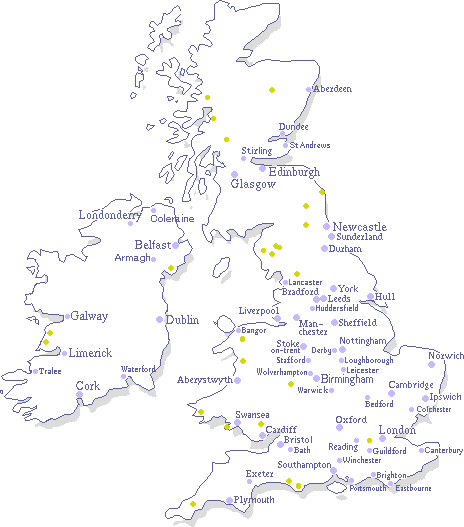 Aberdeen
Dundee
St Andrews
Stirling
Edinburgh
Glasgow
Londonderry
Coleraine
Newcastle
Sunderland
Belfast
Durham
Armagh
Lancaster
York
Bradford
Leeds
Hull
Huddersfield
Galway
Dublin
Liverpool
Man-
chester
Sheffield
Bangor
Stoke
on-trent
Nottingham
Derby
Limerick
Stafford
Loughborough
Norwich
Tralee
Waterford
Wolverhampton
Leicester
Aberystwyth
Birmingham
Cork
Warwick
Cambridge
Bedford
Ipswich
Colchester
Swansea
Oxford
Cardiff
London
Bristol
Reading
Bath
Guildford
Canterbury
Winchester
Southampton
Exeter
Brighton
Portsmouth
Eastbourne
Plymouth